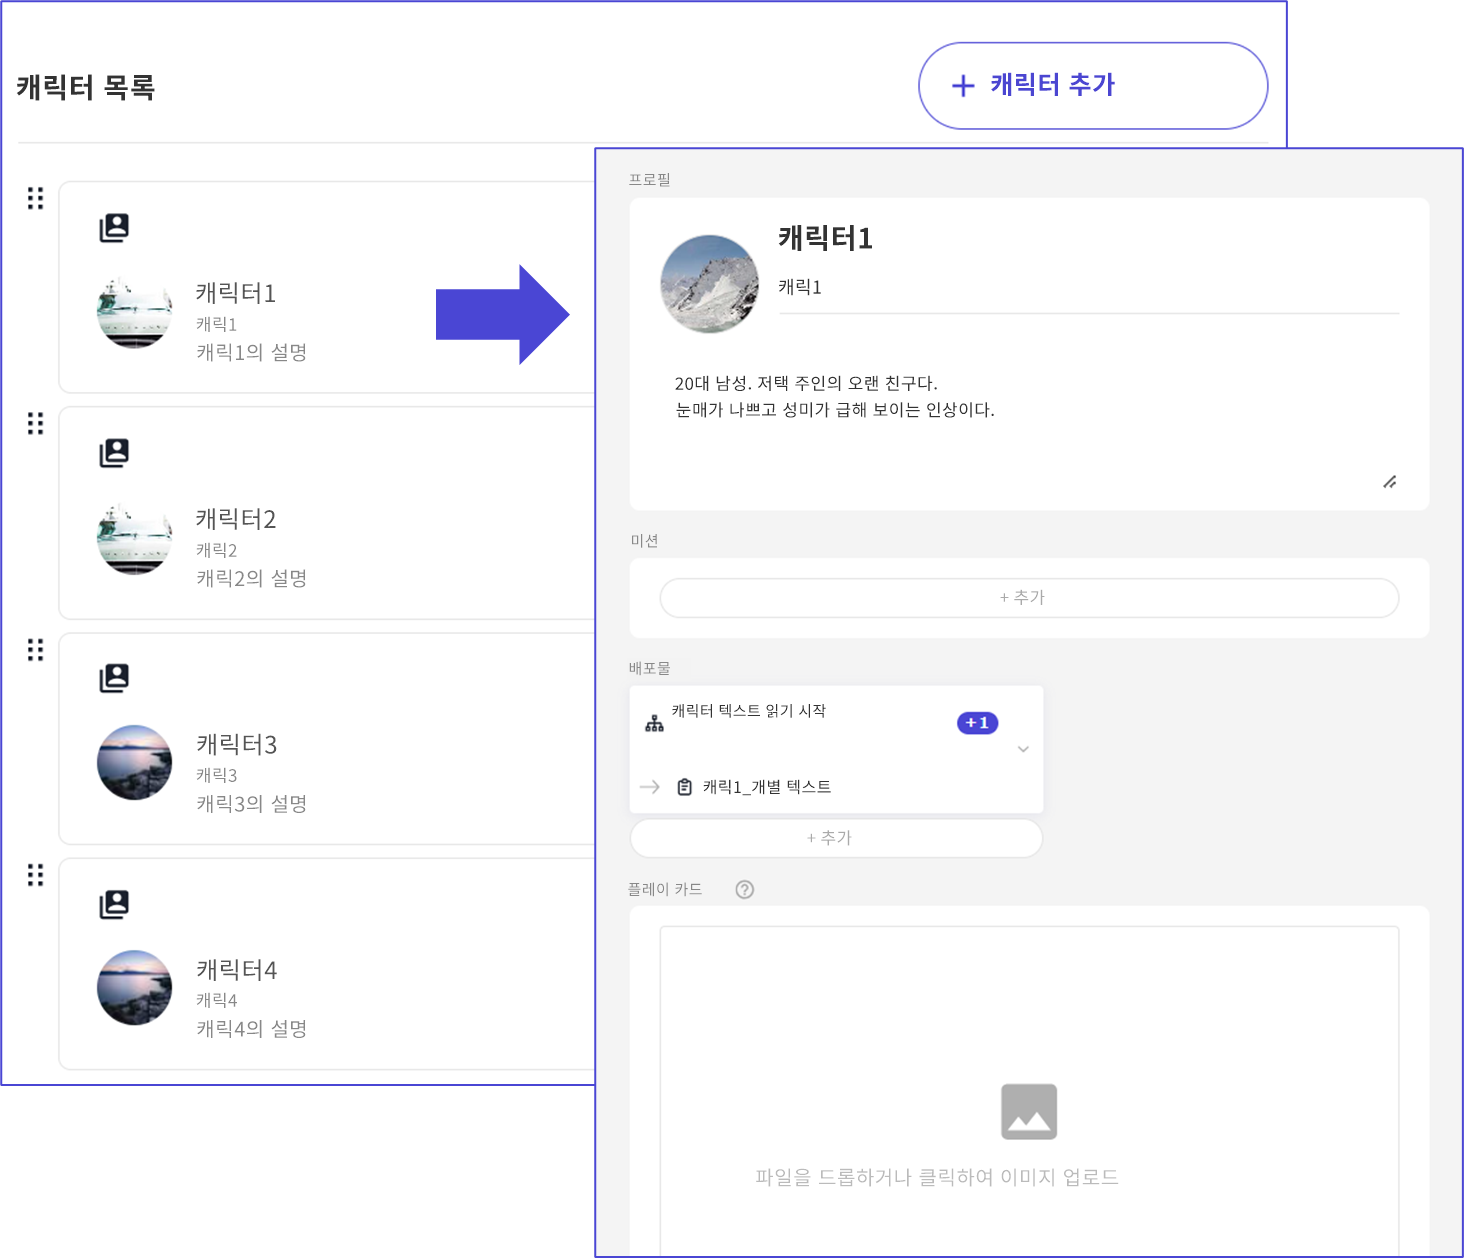 캐릭터 목록
+ 캐릭터 추가
캐릭터1
캐릭1
캐릭1의 설명
캐릭터2
캐릭2
캐릭2의 설명
캐릭터3
캐릭3
캐릭3의 설명
캐릭터4
캐릭4
캐릭4의 설명
프로필
캐릭터1
캐릭1
20대 남성. 저택 주인의 오랜 친구다.
눈매가 나쁘고 성미가 급해 보이는 인상이다.
미션
+ 추가
배포물
캐릭터 텍스트 읽기 시작
+1
캐릭1_개별 텍스트
+ 추가
플레이 카드
파일을 드롭하거나 클릭하여 이미지 업로드